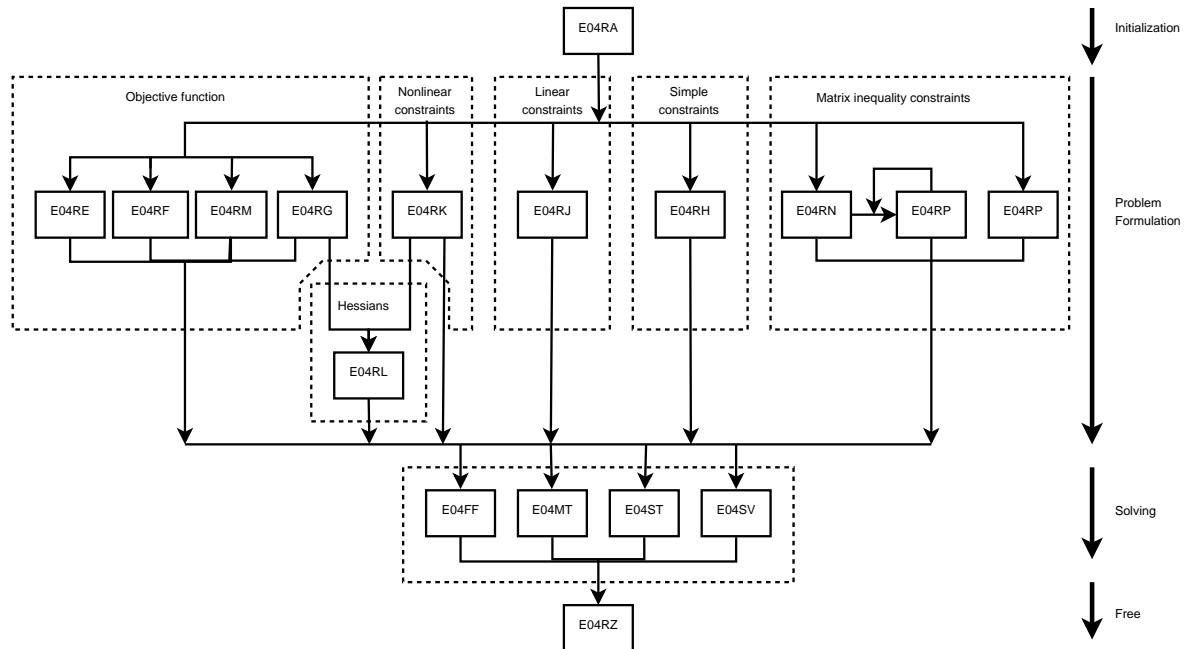 E04RA
Initialization
Objective function
Nonlinear
constraints
Linear
constraints
Simple
constraints
Matrix inequality constraints
E04RE
E04RF
E04RM
E04RG
E04RK
E04RJ
E04RH
E04RN
E04RP
E04RP
Problem
Formulation
Hessians
E04RL
E04FF
E04MT
E04ST
E04SV
Solving
E04RZ
Free